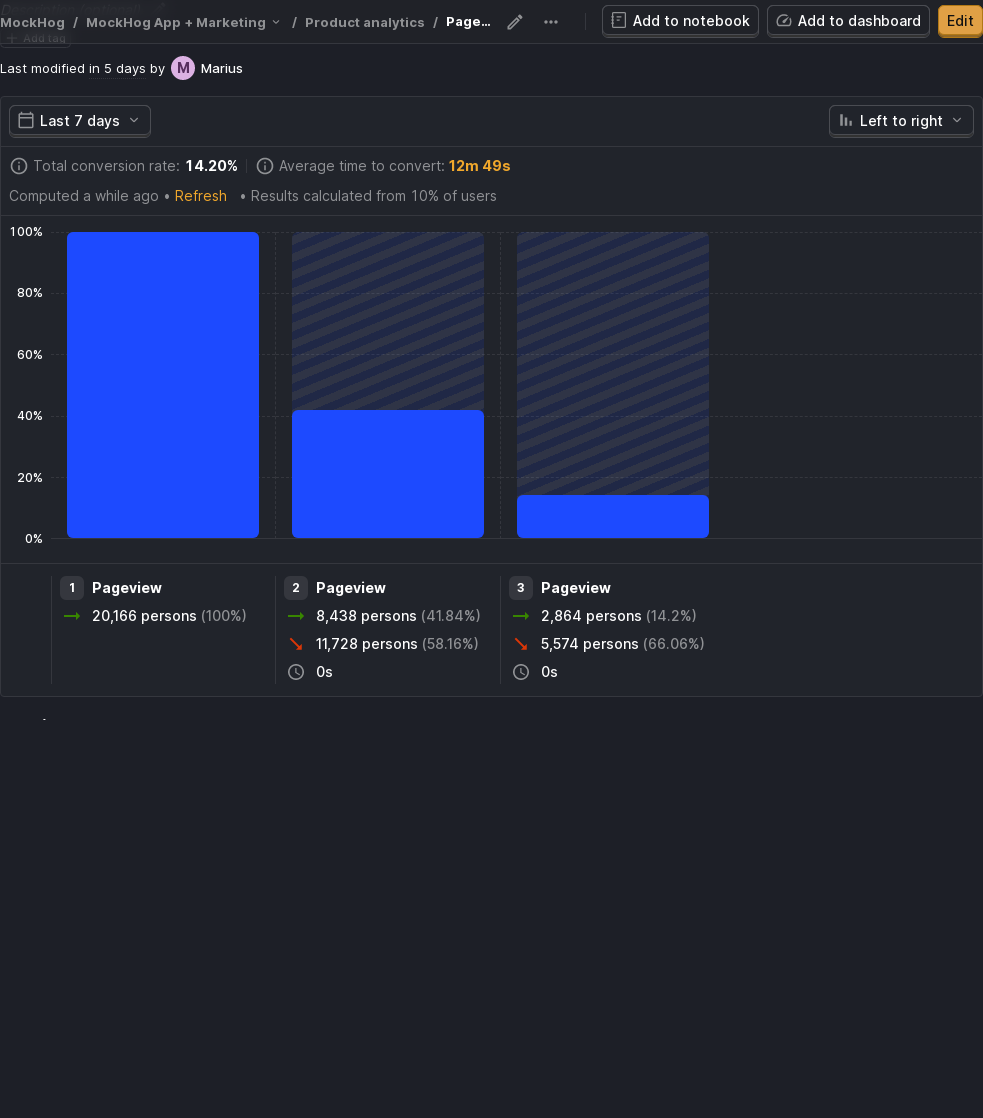 MockHog / MockHog App + Marketing / Product analytics / Page... Add to notebook Add to dashboard Edit
Add tag
Last modified in 5 days by M Marius
Last 7 days Left to right
Total conversion rate: 14.20% Average time to convert: 12m 49s
Computed a while ago • Refresh • Results calculated from 10% of users
100%
80%
60%
40%
20%
0%
1 Pageview
20,166 persons (100%)
2 Pageview
8,438 persons (41.84%)
11,728 persons (58.16%)
0s
3 Pageview
2,864 persons (14.2%)
5,574 persons (66.06%)
0s